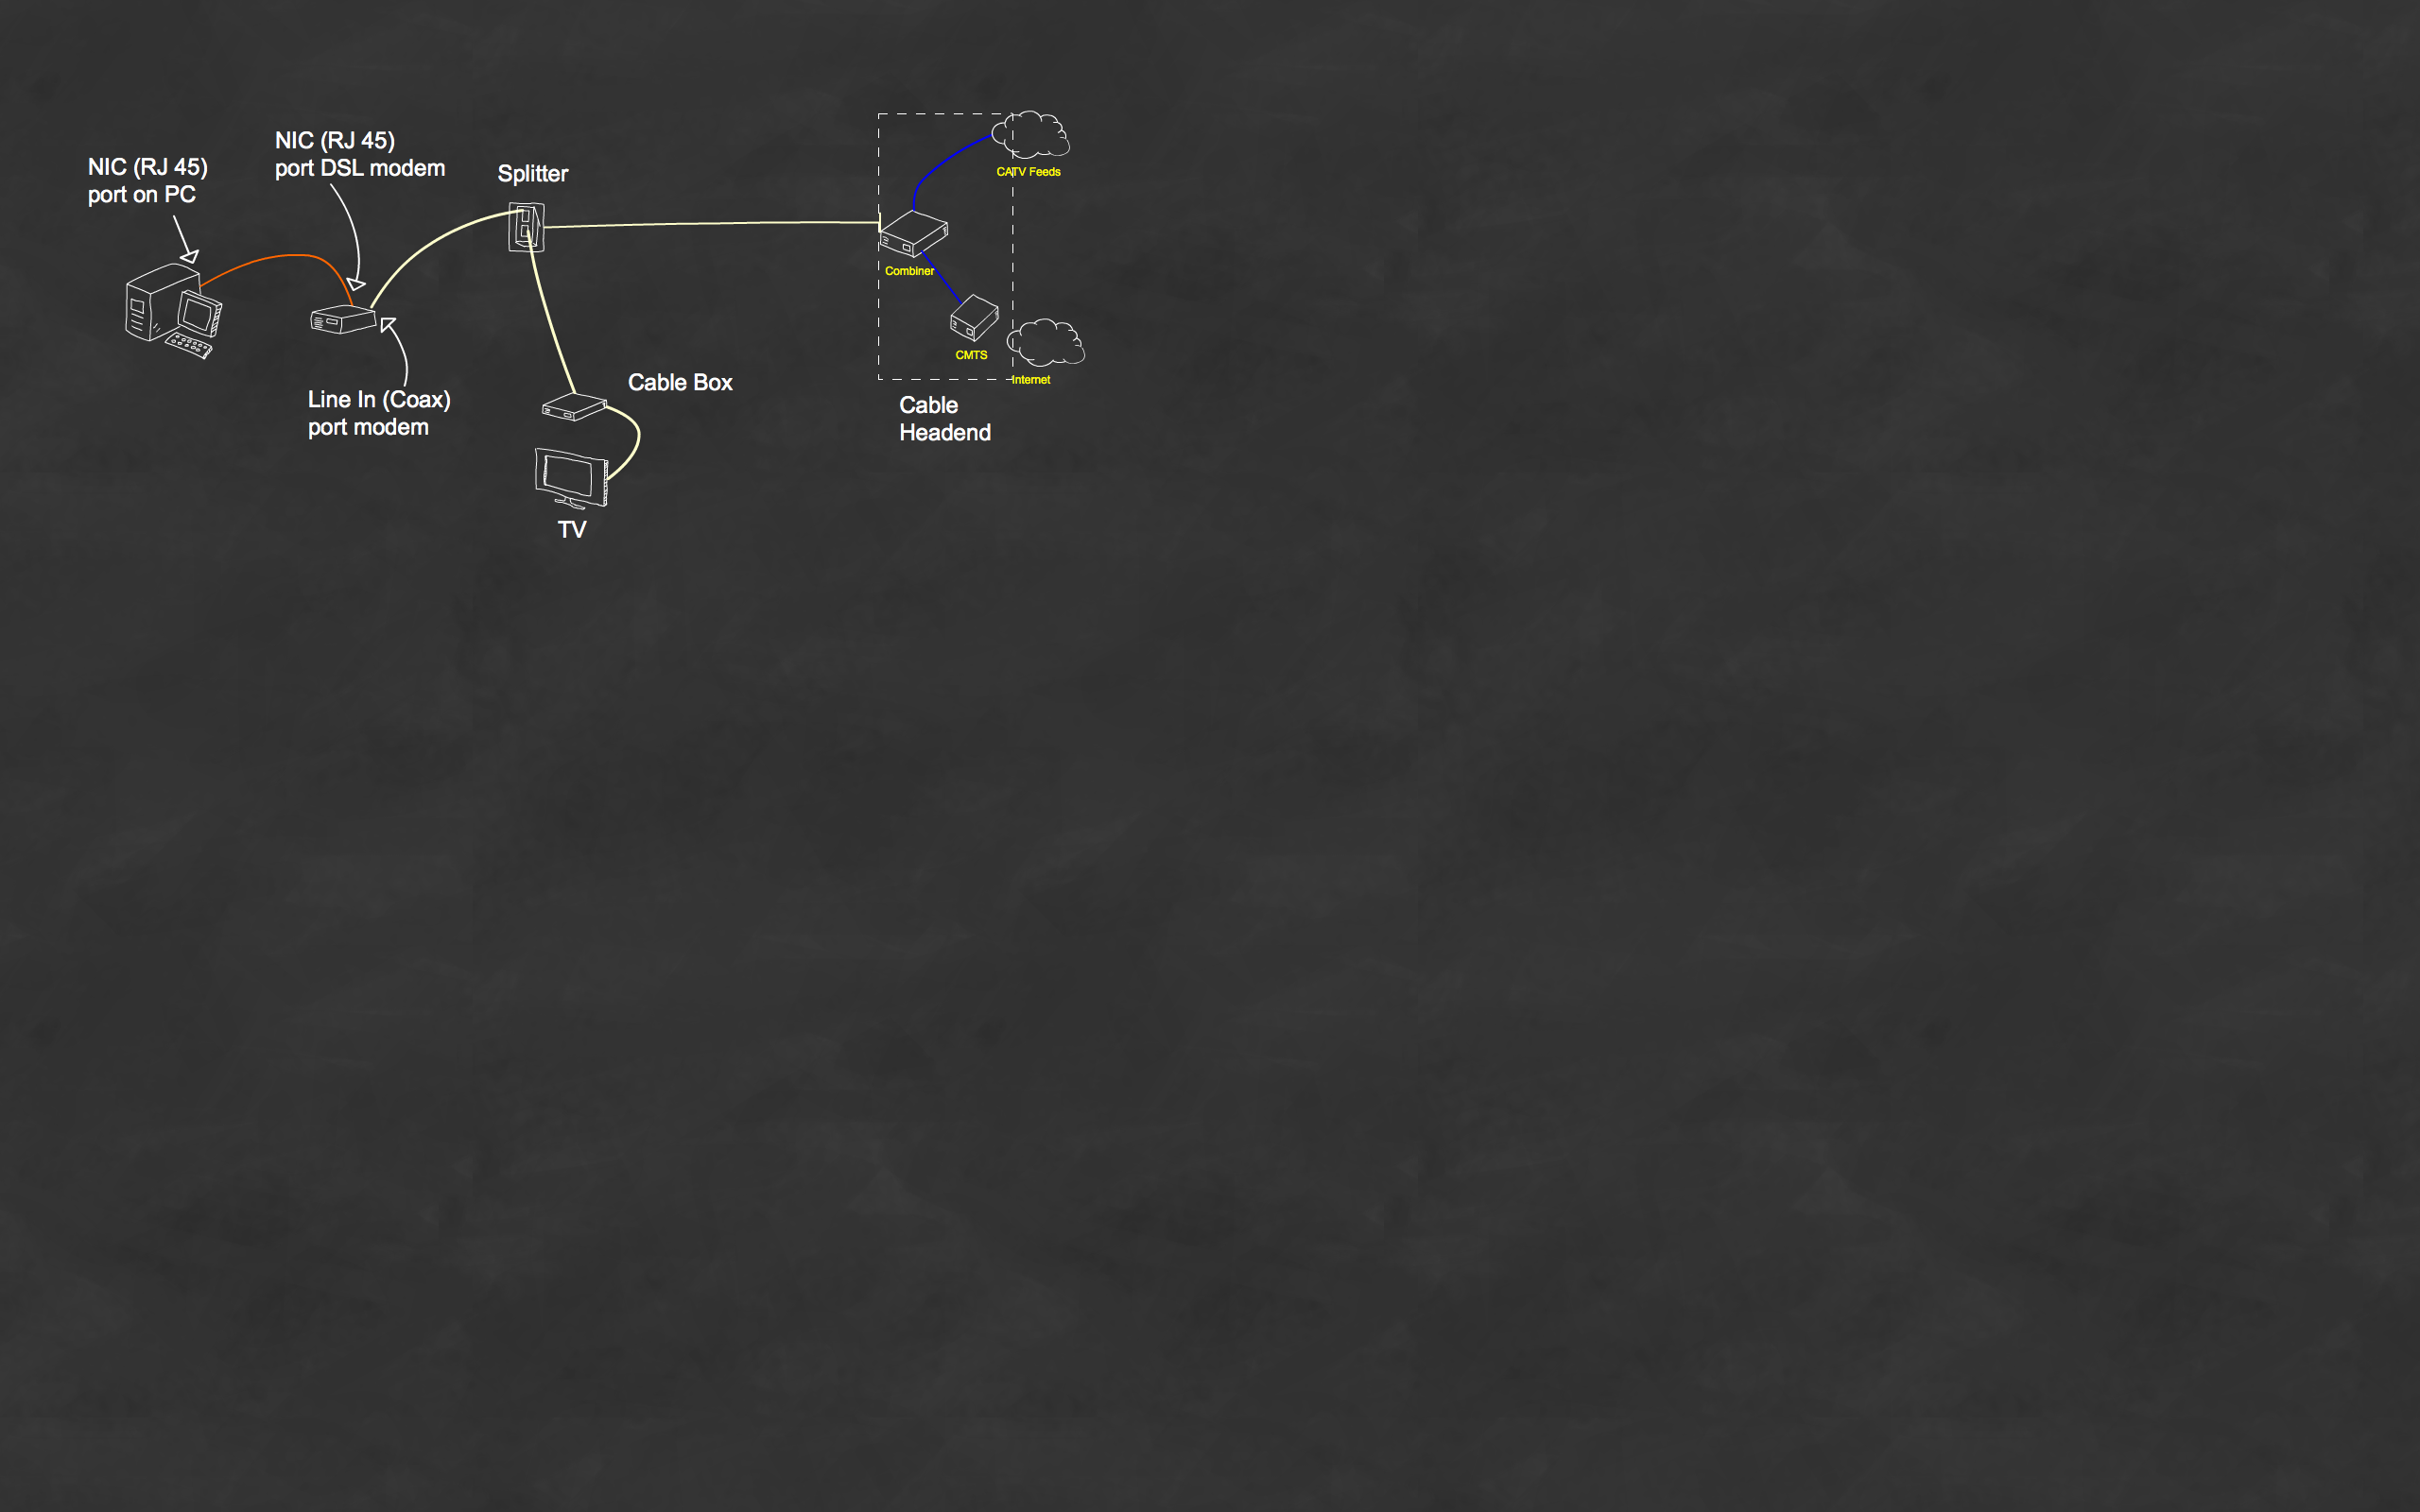 NIC (RJ 45)
port on PC
NIC (RJ 45)
port DSL modem
Splitter
CATV Feeds
Combiner
CMTS
Internet
Line In (Coax)
port modem
Cable Box
Cable
Headend
TV